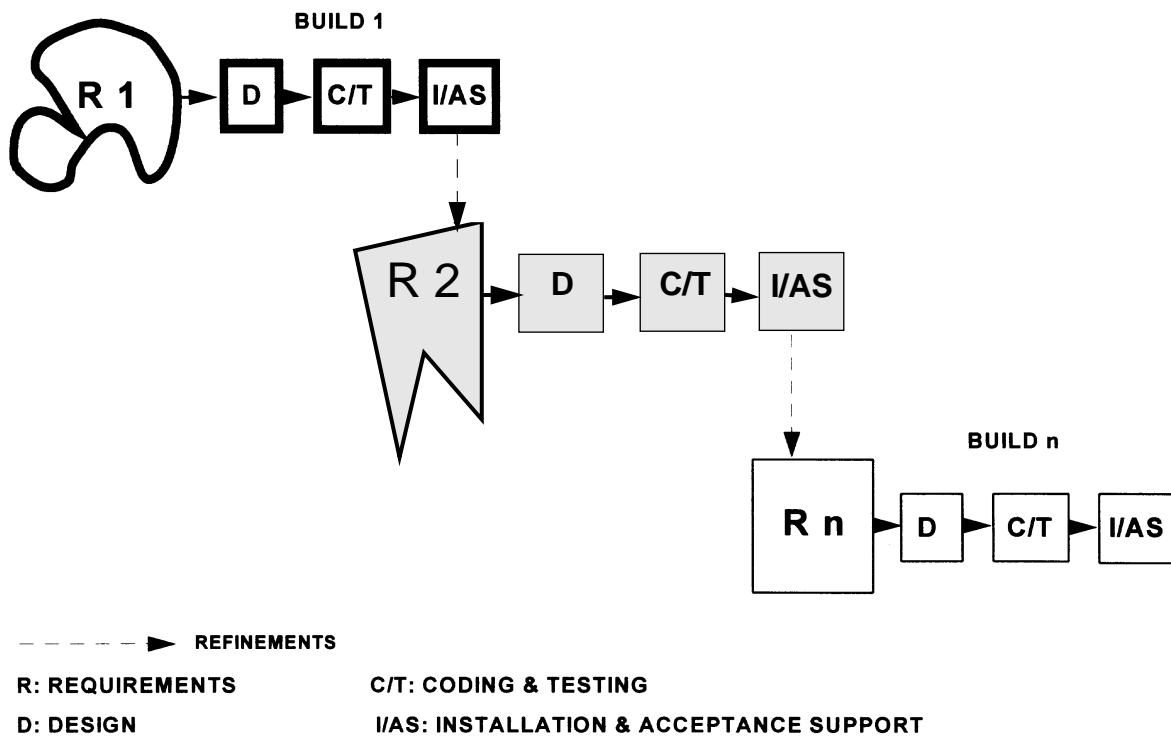 BUILD 1
R 1
D
C/T
I/AS
R 2
D
C/T
I/AS
BUILD n
R n
D
C/T
I/AS
REFINEMENTS
R: REQUIREMENTS
C/T: CODING & TESTING
D: DESIGN
I/AS: INSTALLATION & ACCEPTANCE SUPPORT